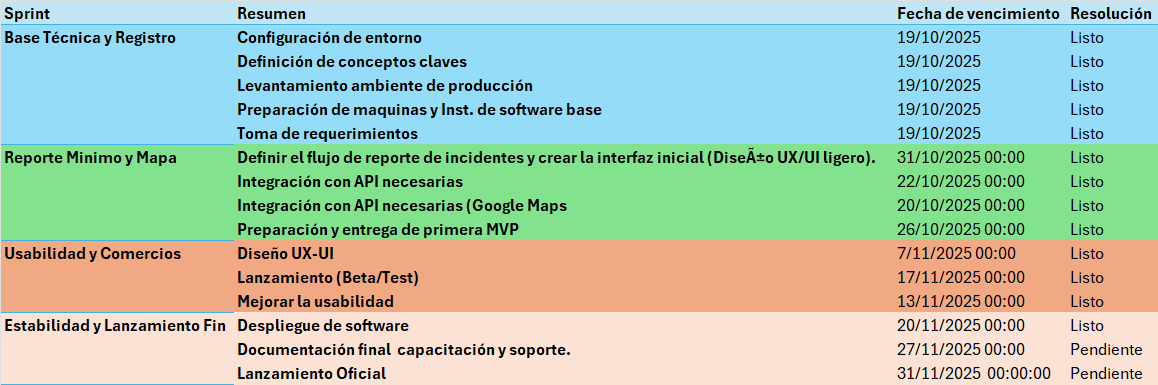 Sprint Resumen Fecha de vencimiento Resolución
Base Técnica y Registro Configuración de entorno 19/10/2025 Listo
Definición de conceptos claves 19/10/2025 Listo
Levantamiento ambiente de producción 19/10/2025 Listo
Preparación de maquinas y Inst. de software base 19/10/2025 Listo
Toma de requerimientos 19/10/2025 Listo
Reporte Minimo y Mapa Definir el flujo de reporte de incidentes y crear la interfaz inicial (DiseÃ±o UX/UI ligero). 31/10/2025 00:00 Listo
Integración con API necesarias 22/10/2025 00:00 Listo
Integración con API necesarias (Google Maps 20/10/2025 00:00 Listo
Preparación y entrega de primera MVP 26/10/2025 00:00 Listo
Usabilidad y Comercios Diseño UX-UI 7/11/2025 00:00 Listo
Lanzamiento (Beta/Test) 17/11/2025 00:00 Listo
Mejorar la usabilidad 13/11/2025 00:00 Listo
Estabilidad y Lanzamiento Fin Despliegue de software 20/11/2025 00:00 Listo
Documentación final  capacitación y soporte. 27/11/2025 00:00 Pendiente
Lanzamiento Oficial 31/11/2025  00:00:00 Pendiente